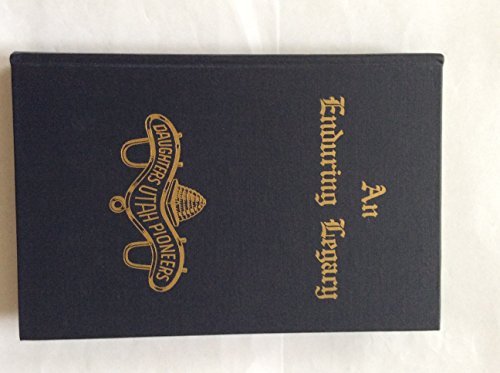 An
Enduring Legacy
DAUGHTERS UTAH PIONEERS